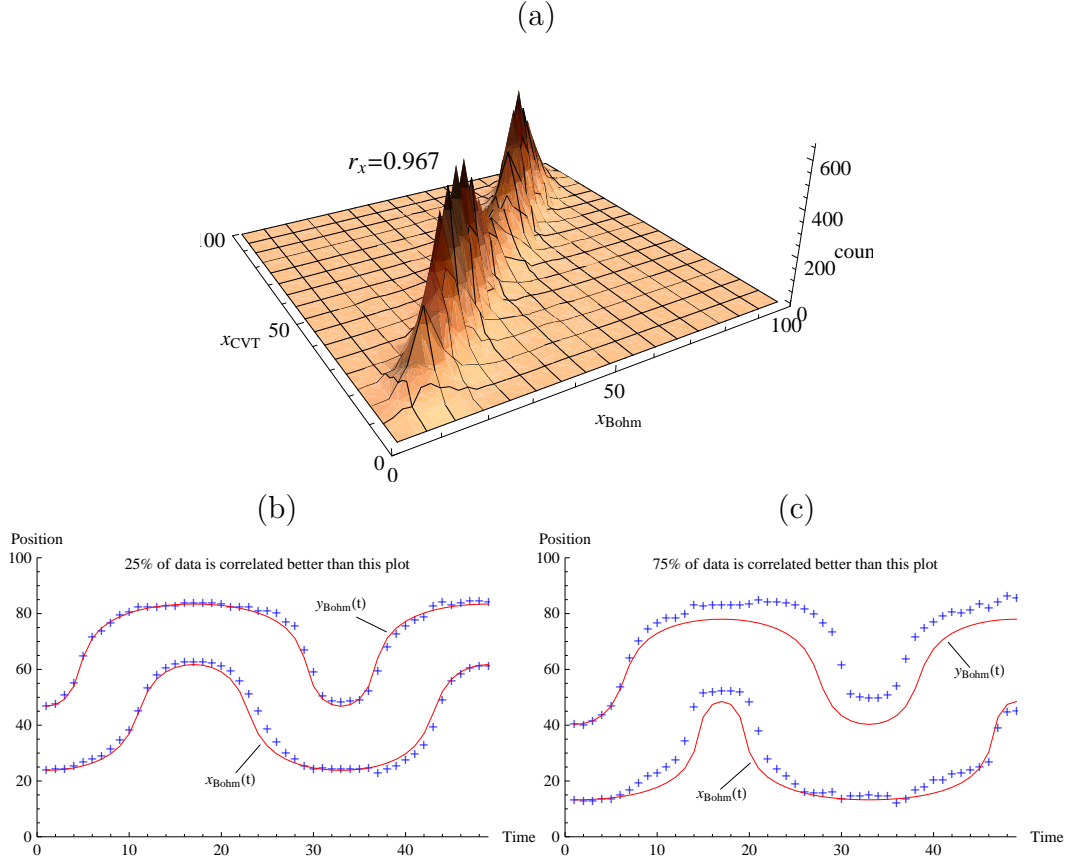 (a)
r_x=0.967
600
400
200
0
coun
100
50
0
x_CVT
0
50
100
x_Bohm
(b)
Position
100
80
60
40
20
0
25% of data is correlated better than this plot
y_Bohm(t)
x_Bohm(t)
0 10 20 30 40 Time
(c)
Position
100
80
60
40
20
0
75% of data is correlated better than this plot
y_Bohm(t)
x_Bohm(t)
0 10 20 30 40 Time